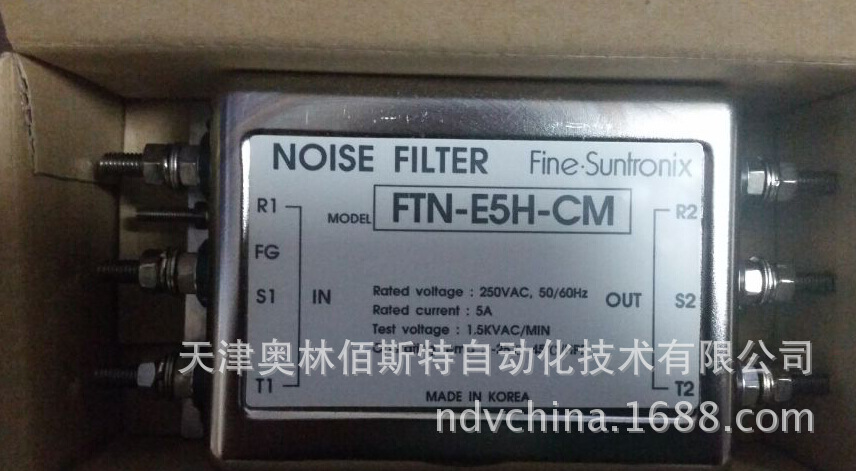 NOISE FILTER Fine·Suntronix
MODEL FTN-E5H-CM
R1 R2
FG
S1 IN OUT S2
T1 T2
Rated voltage : 250VAC, 50/60Hz
Rated current : 5A
Test voltage : 1.5KVAC/MIN
天津奥林佰斯特自动化技术有限公司
MADE IN KOREA
ndvchina.1688.com